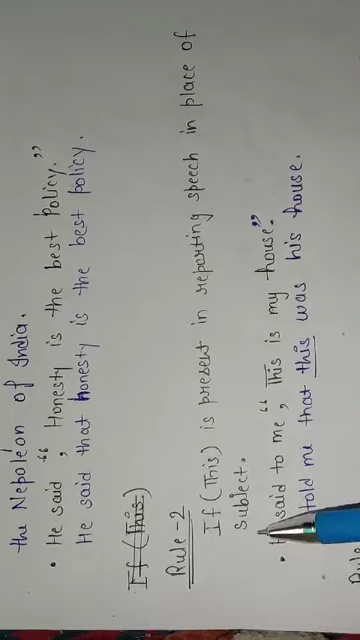 the Nepoleon of India.
• He said, "Honesty is the best Policy."
He said that honesty is the best policy.
If (This)
Rule-2
If (This) is present in reporting speech in place of
subject.
• said to me, "This is my house."
told me that this was his house.